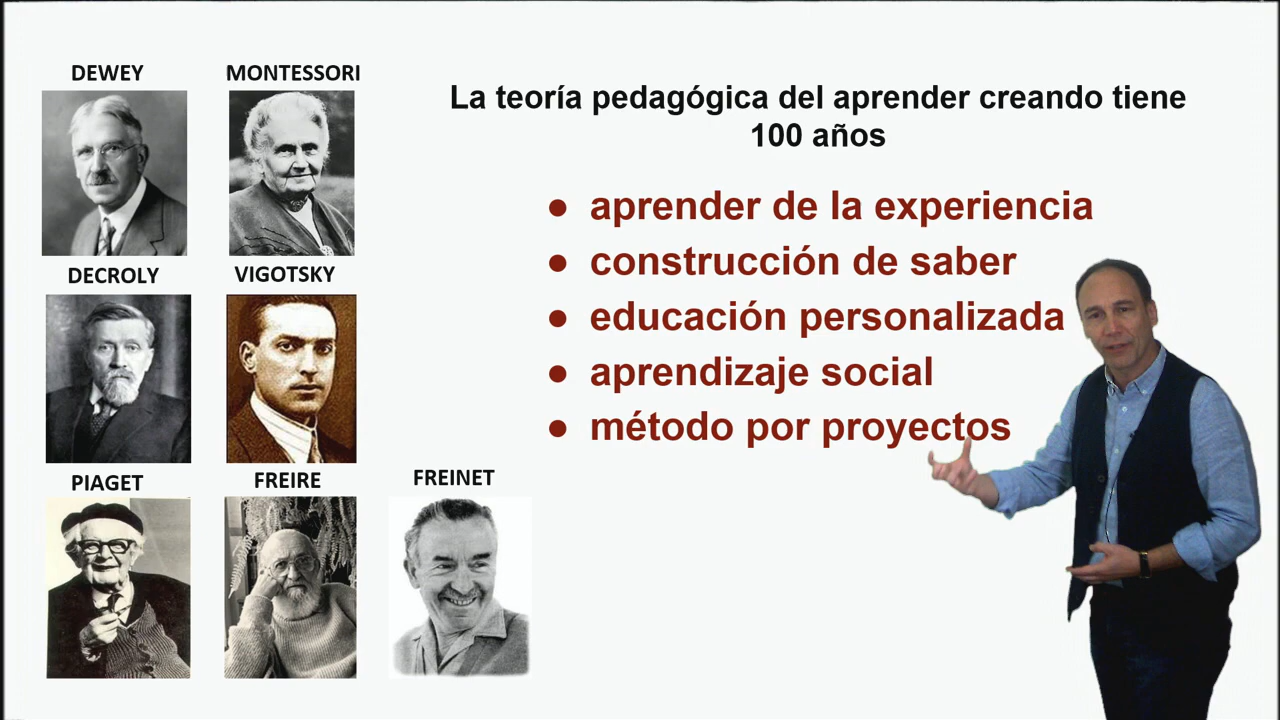 DEWEY
MONTESSORI
DECROLY
VIGOTSKY
PIAGET
FREIRE
FREINET
La teoría pedagógica del aprender creando tiene
100 años
● aprender de la experiencia
● construcción de saber
● educación personalizada
● aprendizaje social
● método por proyectos